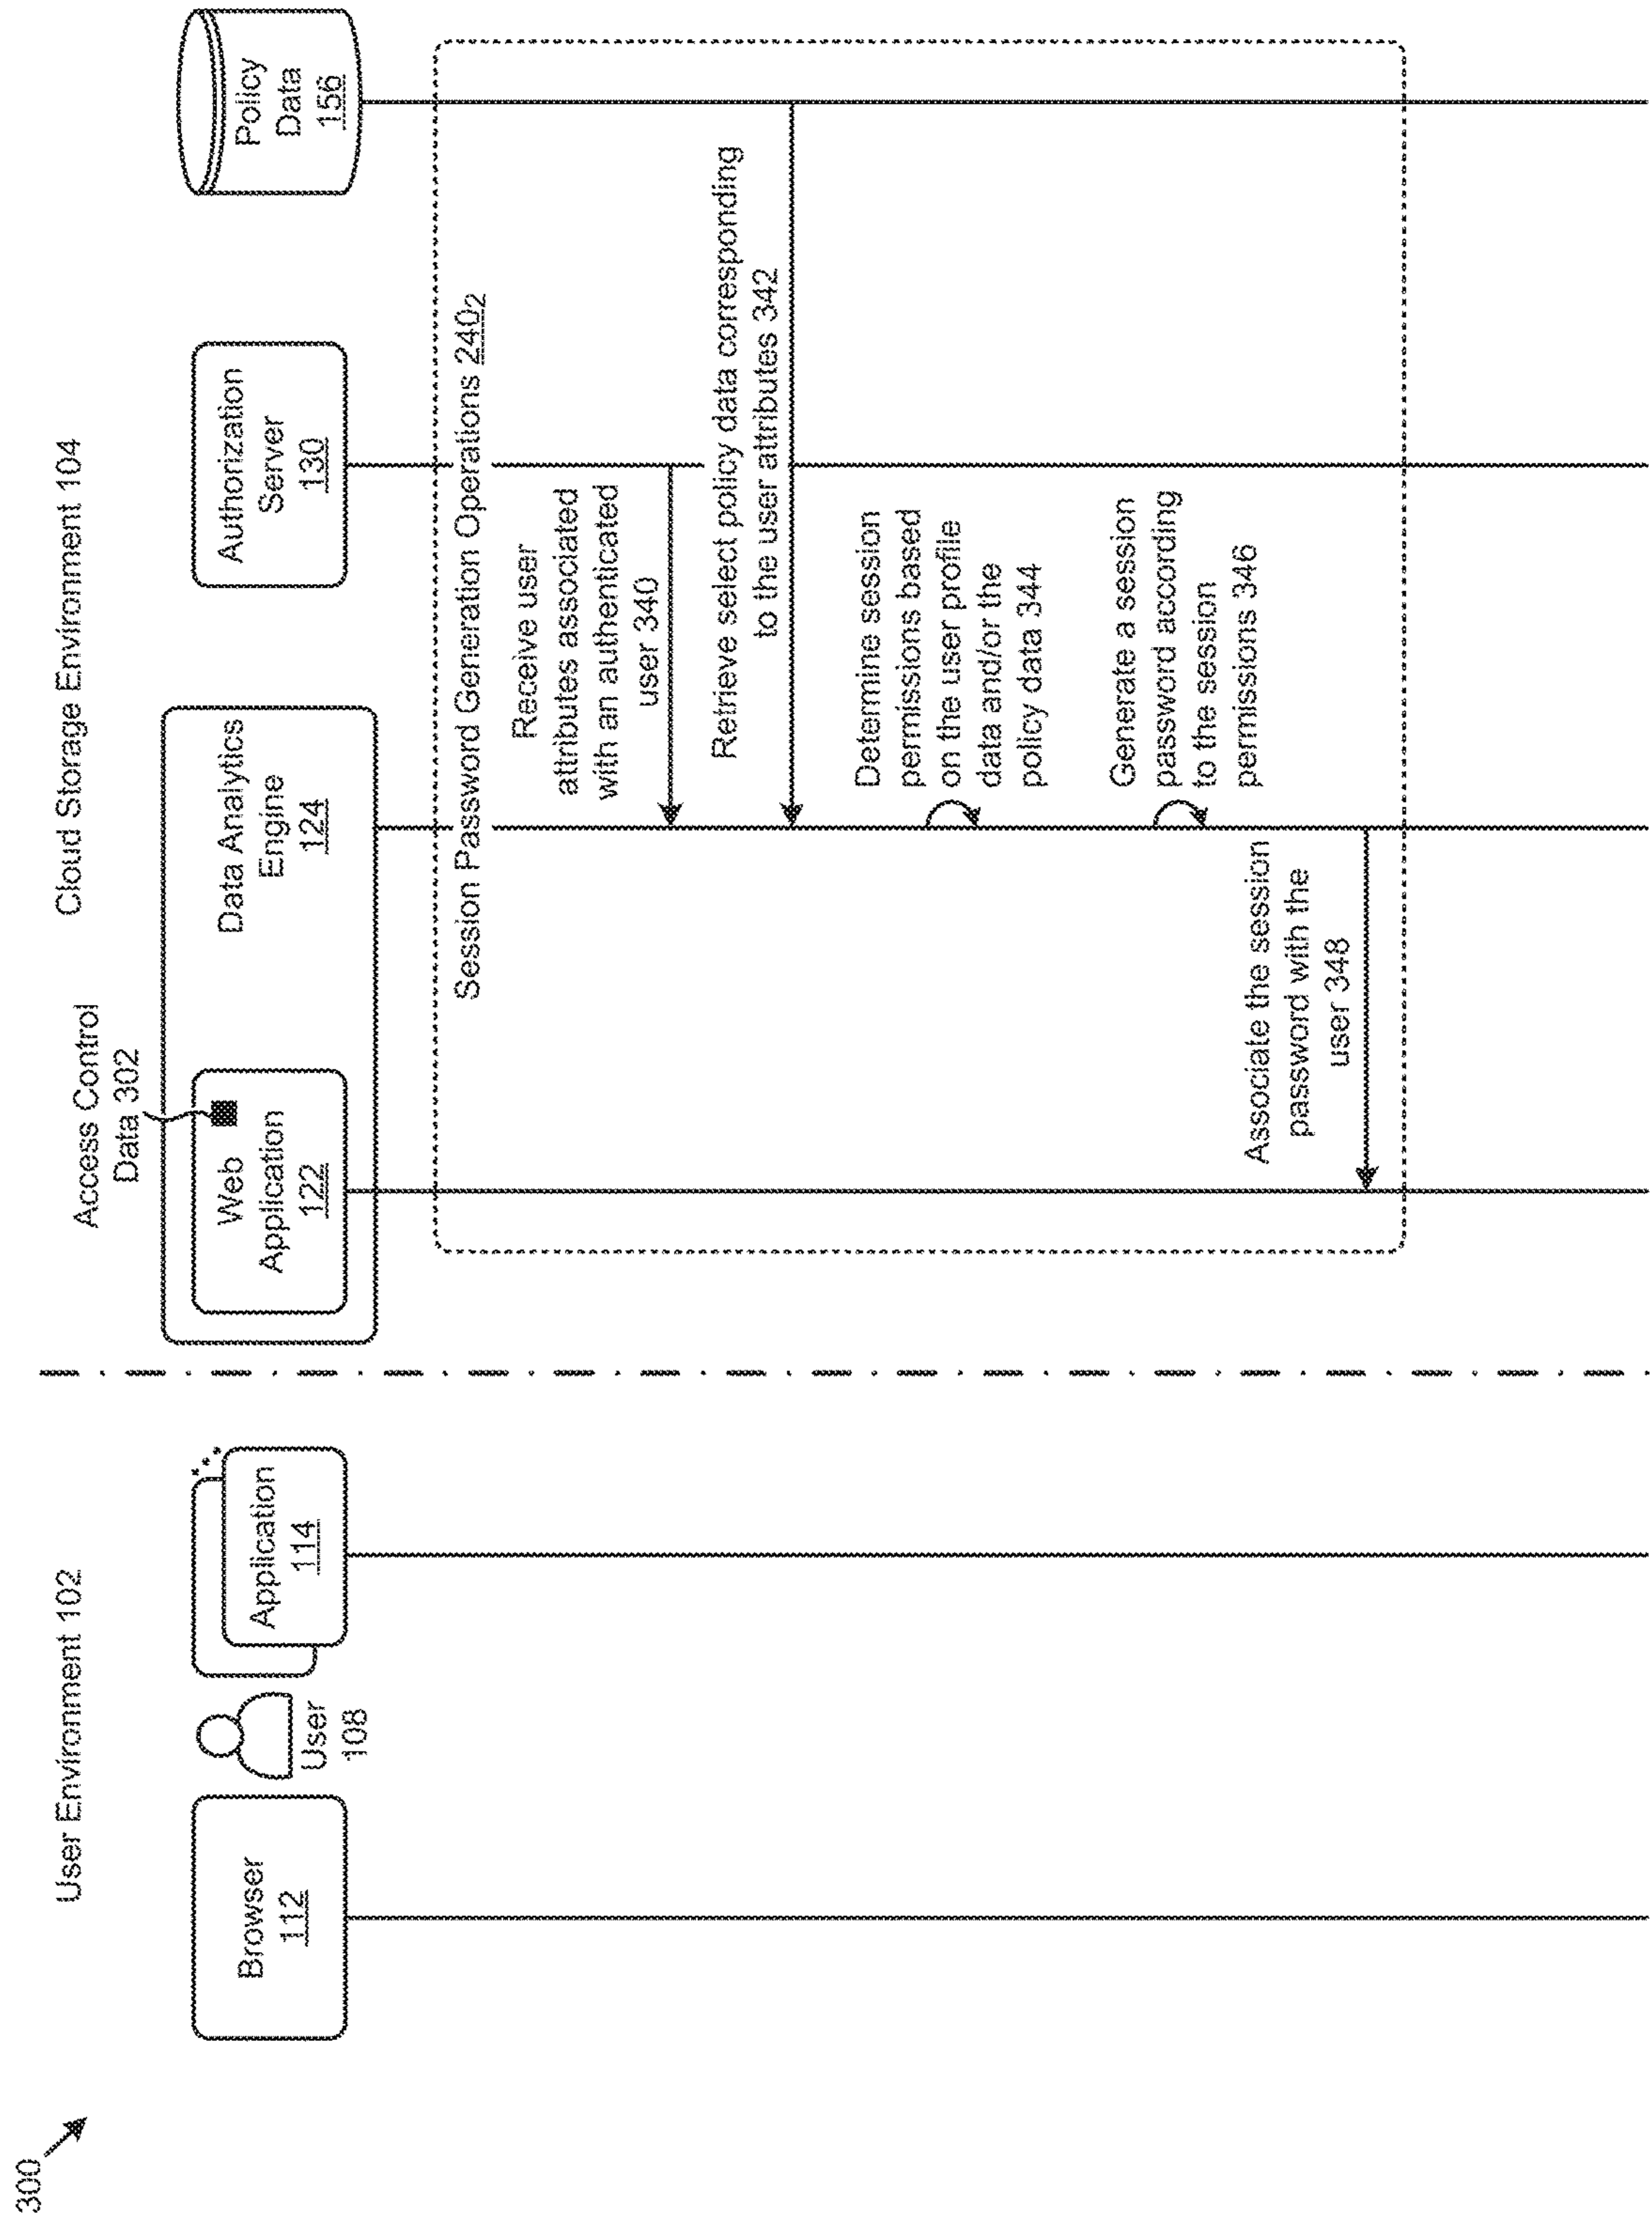 300
User Environment 102
Cloud Storage Environment 104
Access Control
Data 302
Browser
112
User
108
Application
114
Web
Application
122
Data Analytics
Engine
124
Authorization
Server
130
Policy
Data
156
Session Password Generation Operations 240₂
Receive user
attributes associated
with an authenticated
user 340
Retrieve select policy data corresponding
to the user attributes 342
Determine session
permissions based
on the user profile
data and/or the
policy data 344
Generate a session
password according
to the session
permissions 346
Associate the session
password with the
user 348